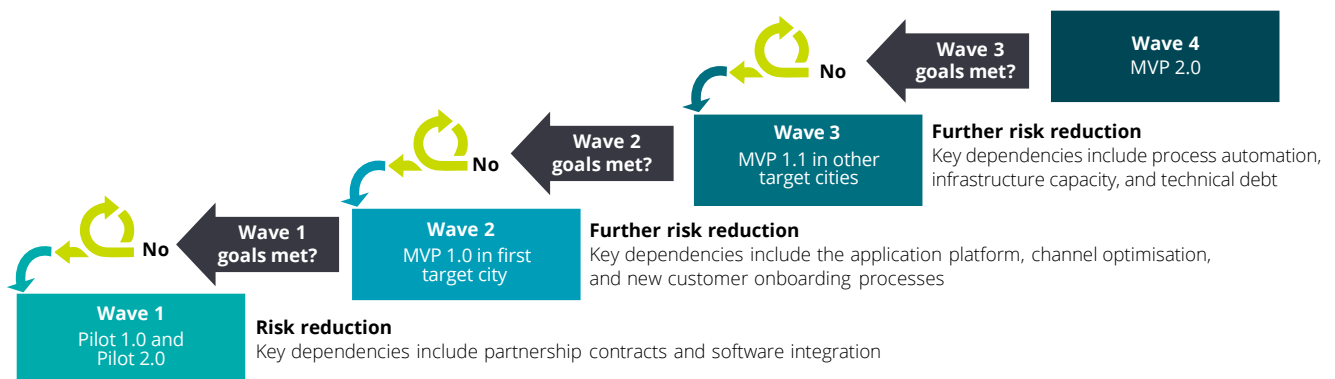 Wave 4
MVP 2.0
Wave 3
goals met?
No
Wave 3
MVP 1.1 in other
target cities
Further risk reduction
Key dependencies include process automation,
infrastructure capacity, and technical debt
Wave 2
goals met?
No
Wave 2
MVP 1.0 in first
target city
Further risk reduction
Key dependencies include the application platform, channel optimisation,
and new customer onboarding processes
Wave 1
goals met?
No
Wave 1
Pilot 1.0 and
Pilot 2.0
Risk reduction
Key dependencies include partnership contracts and software integration